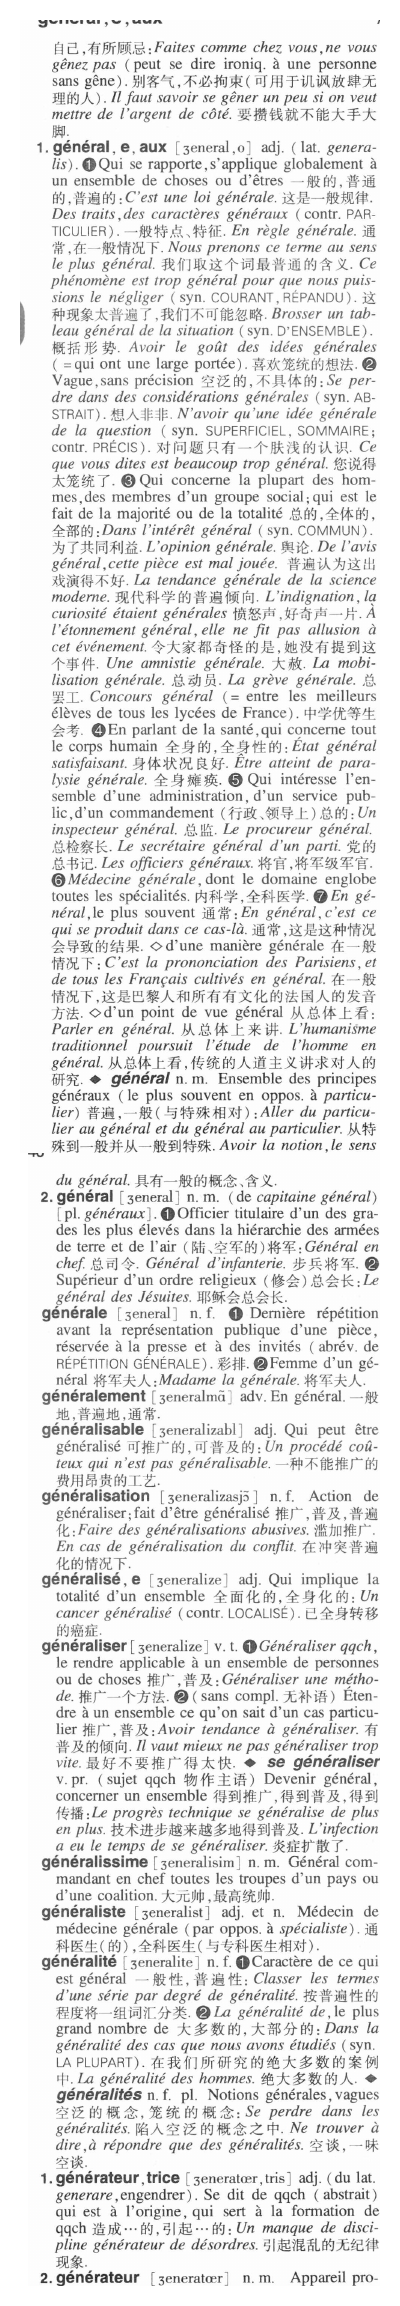 général, e, aux
自己,有所顾忌:Faites comme chez vous,ne vous
gênez pas (peut se dire ironiq. à une personne
sans gêne). 别客气,不必拘束(可用于讥讽放肆无
理的人). Il faut savoir se gêner un peu si on veut
mettre de l'argent de côté. 要攒钱就不能大手大
脚.
1. général, e, aux [ʒeneral,o] adj. (lat. genera-
lis). ❶Qui se rapporte,s'applique globalement à
un ensemble de choses ou d'êtres 一般的,普通
的,普遍的:C'est une loi générale. 这是一般规律.
Des traits,des caractères généraux (contr. PAR-
TICULIER). 一般特点、特征. En règle générale. 通
常,在一般情况下. Nous prenons ce terme au sens
le plus général. 我们取这个词最普通的含义. Ce
phénomène est trop général pour que nous puis-
sions le négliger (syn. COURANT, RÉPANDU). 这
种现象太普遍了,我们不可能忽略. Brosser un tab-
leau général de la situation (syn. D'ENSEMBLE).
概括形势. Avoir le goût des idées générales
(=qui ont une large portée). 喜欢笼统的想法. ❷
Vague,sans précision 空泛的,不具体的:Se per-
dre dans des considérations générales (syn. AB-
STRAIT). 想入非非. N'avoir qu'une idée générale
de la question (syn. SUPERFICIEL, SOMMAIRE;
contr. PRÉCIS). 对问题只有一个肤浅的认识. Ce
que vous dites est beaucoup trop général. 您说得
太笼统了. ❸Qui concerne la plupart des hom-
mes,des membres d'un groupe social;qui est le
fait de la majorité ou de la totalité 总的,全体的,
全部的:Dans l'intérêt général (syn. COMMUN).
为了共同利益. L'opinion générale. 舆论. De l'avis
général,cette pièce est mal jouée. 普遍认为这出
戏演得不好. La tendance générale de la science
moderne. 现代科学的普遍倾向. L'indignation, la
curiosité étaient générales 愤怒声,好奇声一片. À
l'étonnement général, elle ne fit pas allusion à
cet événement. 令大家都奇怪的是,她没有提到这
个事件. Une amnistie générale. 大赦. La mobi-
lisation générale. 总动员. La grève générale. 总
罢工. Concours général (= entre les meilleurs
élèves de tous les lycées de France). 中学优等生
会考. ❹En parlant de la santé,qui concerne tout
le corps humain 全身的,全身性的:État général
satisfaisant. 身体状况良好. Être atteint de para-
lysie générale. 全身瘫痪. ❺ Qui intéresse l'en-
semble d'une administration, d'un service pub-
lic,d'un commandement (行政、领导上)总的:Un
inspecteur général. 总监. Le procureur général.
总检察长. Le secrétaire général d'un parti. 党的
总书记. Les officiers généraux. 将官,将军级军官.
❻Médecine générale, dont le domaine englobe
toutes les spécialités. 内科学,全科医学. ❼En gé-
néral,le plus souvent 通常:En général, c'est ce
qui se produit dans ce cas-là. 通常,这是这种情况
会导致的结果. ◇d'une manière générale 在一般
情况下:C'est la prononciation des Parisiens, et
de tous les Français cultivés en général. 在一般
情况下,这是巴黎人和所有有文化的法国人的发音
方法. ◇d'un point de vue général 从总体上看:
Parler en général. 从总体上来讲. L'humanisme
traditionnel poursuit l'étude de l'homme en
général. 从总体上看,传统的人道主义讲求对人的
研究. ◆ général n. m. Ensemble des principes
généraux (le plus souvent en oppos. à particu-
lier) 普遍,一般(与特殊相对):Aller du particu-
lier au général et du général au particulier. 从特
殊到一般并从一般到特殊. Avoir la notion,le sens
du général. 具有一般的概念、含义.
2. général [ʒeneral] n. m. (de capitaine général)
[pl. généraux]. ❶Officier titulaire d'un des gra-
des les plus élevés dans la hiérarchie des armées
de terre et de l'air (陆、空军的)将军:Général en
chef. 总司令. Général d'infanterie. 步兵将军. ❷
Supérieur d'un ordre religieux (修会)总会长:Le
général des Jésuites. 耶稣会总会长.
générale [ʒeneral] n. f. ❶ Dernière répétition
avant la représentation publique d'une pièce,
réservée à la presse et à des invités (abrév. de
RÉPÉTITION GÉNÉRALE). 彩排. ❷Femme d'un gé-
néral 将军夫人:Madame la générale. 将军夫人.
généralement [ʒeneralmɑ̃] adv. En général. 一般
地,普遍地,通常.
généralisable [ʒeneralizabl] adj. Qui peut être
généralisé 可推广的,可普及的:Un procédé coû-
teux qui n'est pas généralisable. 一种不能推广的
费用昂贵的工艺.
généralisation [ʒeneralizasjɔ̃] n. f. Action de
généraliser;fait d'être généralisé 推广,普及,普遍
化:Faire des généralisations abusives. 滥加推广.
En cas de généralisation du conflit. 在冲突普遍
化的情况下.
généralisé, e [ʒeneralize] adj. Qui implique la
totalité d'un ensemble 全面化的,全身化的: Un
cancer généralisé (contr. LOCALISÉ). 已全身转移
的癌症.
généraliser [ʒeneralize] v. t. ❶Généraliser qqch,
le rendre applicable à un ensemble de personnes
ou de choses 推广,普及:Généraliser une métho-
de. 推广一个方法. ❷(sans compl. 无补语) Éten-
dre à un ensemble ce qu'on sait d'un cas particu-
lier 推广,普及:Avoir tendance à généraliser. 有
普及的倾向. Il vaut mieux ne pas généraliser trop
vite. 最好不要推广得太快. ◆ se généraliser
v. pr. (sujet qqch 物作主语) Devenir général,
concerner un ensemble 得到推广,得到普及,得到
传播:Le progrès technique se généralise de plus
en plus. 技术进步越来越多地得到普及. L'infection
a eu le temps de se généraliser. 炎症扩散了.
généralissime [ʒeneralisim] n. m. Général com-
mandant en chef toutes les troupes d'un pays ou
d'une coalition. 大元帅,最高统帅.
généraliste [ʒeneralist] adj. et n. Médecin de
médecine générale (par oppos. à spécialiste). 通
科医生(的),全科医生(与专科医生相对).
généralité [ʒeneralite] n. f. ❶Caractère de ce qui
est général 一般性,普遍性: Classer les termes
d'une série par degré de généralité. 按普遍性的
程度将一组词汇分类. ❷La généralité de,le plus
grand nombre de 大多数的,大部分的:Dans la
généralité des cas que nous avons étudiés (syn.
LA PLUPART). 在我们所研究的绝大多数的案例
中. La généralité des hommes. 绝大多数的人. ◆
généralités n. f. pl. Notions générales,vagues
空泛的概念,笼统的概念: Se perdre dans les
généralités. 陷入空泛的概念之中. Ne trouver à
dire,à répondre que des généralités. 空谈,一味
空谈.
1. générateur,trice [ʒeneratœr,tris] adj. (du lat.
generare,engendrer). Se dit de qqch (abstrait)
qui est à l'origine, qui sert à la formation de
qqch 造成…的,引起…的: Un manque de disci-
pline générateur de désordres. 引起混乱的无纪律
现象.
2. générateur [ʒeneratœr] n. m. Appareil pro-